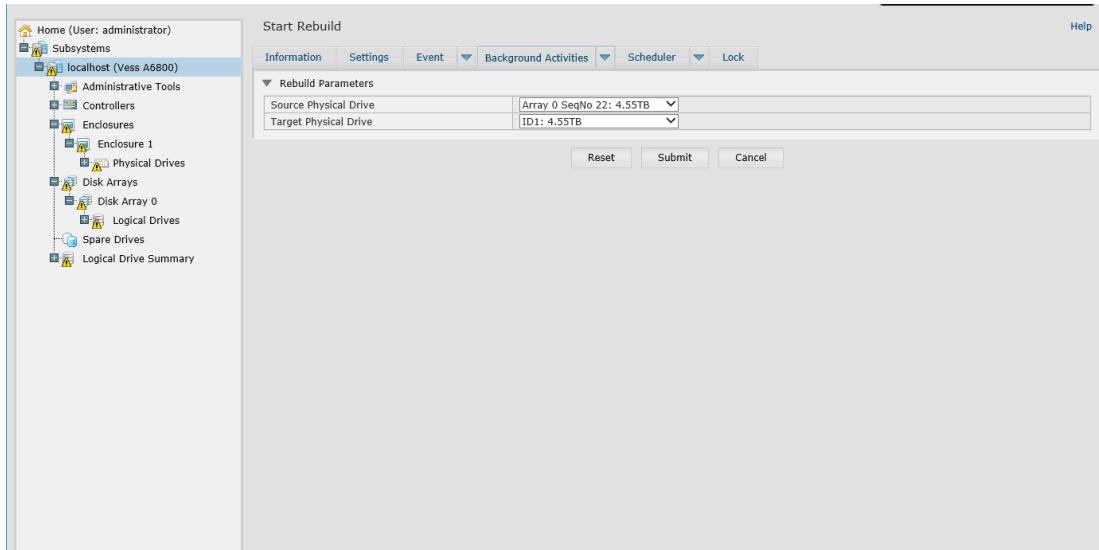 Home (User: administrator)
Subsystems
localhost (Vess A6800)
Administrative Tools
Controllers
Enclosures
Enclosure 1
Physical Drives
Disk Arrays
Disk Array 0
Logical Drives
Spare Drives
Logical Drive Summary
Start Rebuild
Help
Information Settings Event Background Activities Scheduler Lock
Rebuild Parameters
Source Physical Drive Array 0 SeqNo 22: 4.55TB
Target Physical Drive ID1: 4.55TB
Reset Submit Cancel